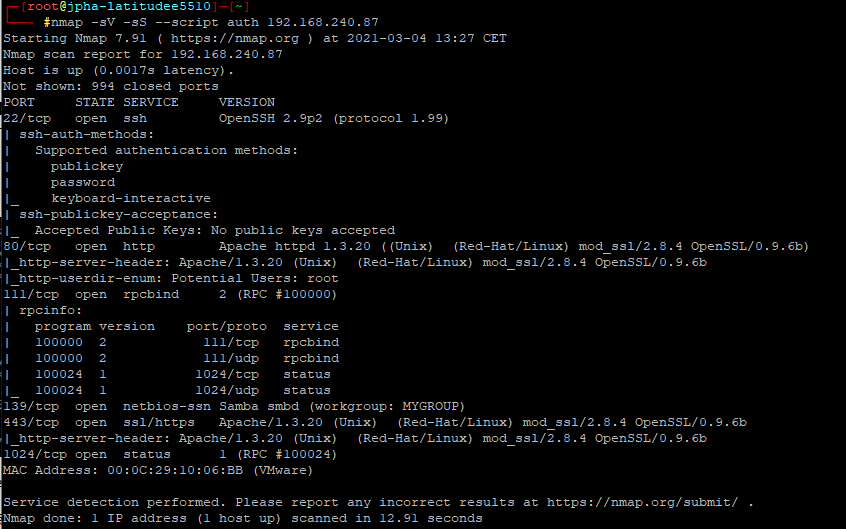 [root@jpha-latitudee5510]-[~]
#nmap -sV -sS --script auth 192.168.240.87
Starting Nmap 7.91 ( https://nmap.org ) at 2021-03-04 13:27 CET
Nmap scan report for 192.168.240.87
Host is up (0.0017s latency).
Not shown: 994 closed ports
PORT     STATE SERVICE     VERSION
22/tcp   open  ssh         OpenSSH 2.9p2 (protocol 1.99)
| ssh-auth-methods:
|   Supported authentication methods:
|     publickey
|     password
|_    keyboard-interactive
| ssh-publickey-acceptance:
|_  Accepted Public Keys: No public keys accepted
80/tcp   open  http        Apache httpd 1.3.20 ((Unix)  (Red-Hat/Linux) mod_ssl/2.8.4 OpenSSL/0.9.6b)
|_http-server-header: Apache/1.3.20 (Unix)  (Red-Hat/Linux) mod_ssl/2.8.4 OpenSSL/0.9.6b
|_http-userdir-enum: Potential Users: root
111/tcp  open  rpcbind     2 (RPC #100000)
| rpcinfo:
|   program version    port/proto  service
|   100000  2            111/tcp   rpcbind
|   100000  2            111/udp   rpcbind
|   100024  1           1024/tcp   status
|_  100024  1           1024/udp   status
139/tcp  open  netbios-ssn Samba smbd (workgroup: MYGROUP)
443/tcp  open  ssl/https   Apache/1.3.20 (Unix)  (Red-Hat/Linux) mod_ssl/2.8.4 OpenSSL/0.9.6b
|_http-server-header: Apache/1.3.20 (Unix)  (Red-Hat/Linux) mod_ssl/2.8.4 OpenSSL/0.9.6b
1024/tcp open  status      1 (RPC #100024)
MAC Address: 00:0C:29:10:06:BB (VMware)
Service detection performed. Please report any incorrect results at https://nmap.org/submit/ .
Nmap done: 1 IP address (1 host up) scanned in 12.91 seconds